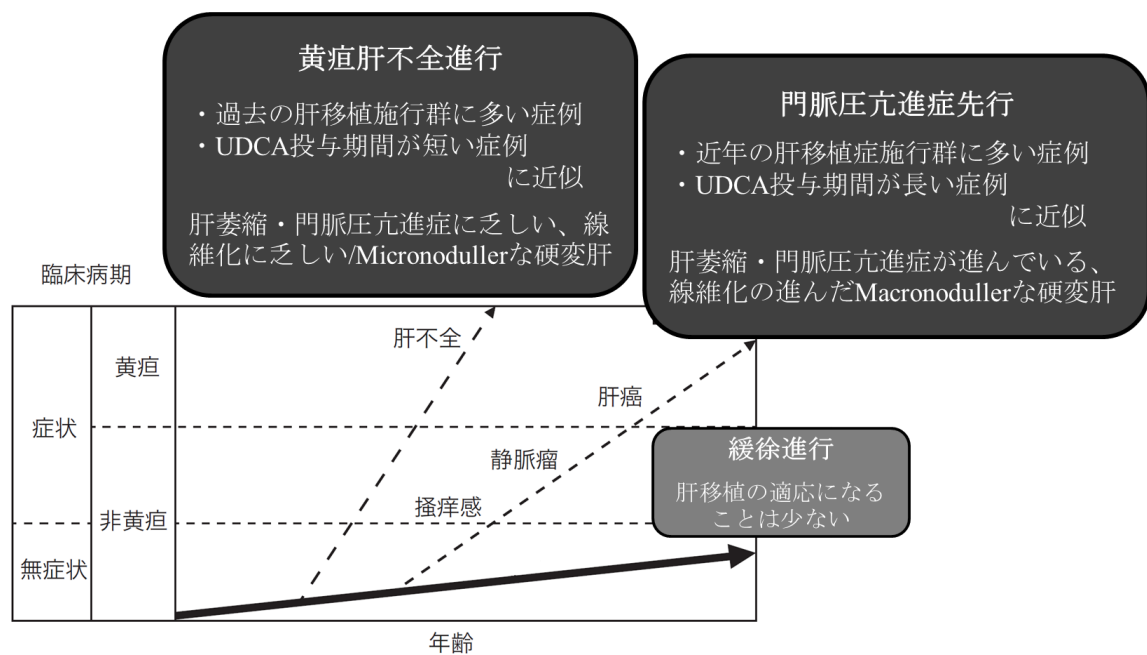 黄疸肝不全進行
・過去の肝移植施行群に多い症例
・UDCA投与期間が短い症例
に近似
肝萎縮・門脈圧亢進症に乏しい、線
維化に乏しい/Micronodullerな硬変肝
門脈圧亢進症先行
・近年の肝移植症施行群に多い症例
・UDCA投与期間が長い症例
に近似
肝萎縮・門脈圧亢進症が進んでいる、
線維化の進んだMacronodullerな硬変肝
臨床病期
黄疸
症状
非黄疸
無症状
肝不全
肝癌
静脈瘤
掻痒感
緩徐進行
肝移植の適応になる
ことは少ない
年齢